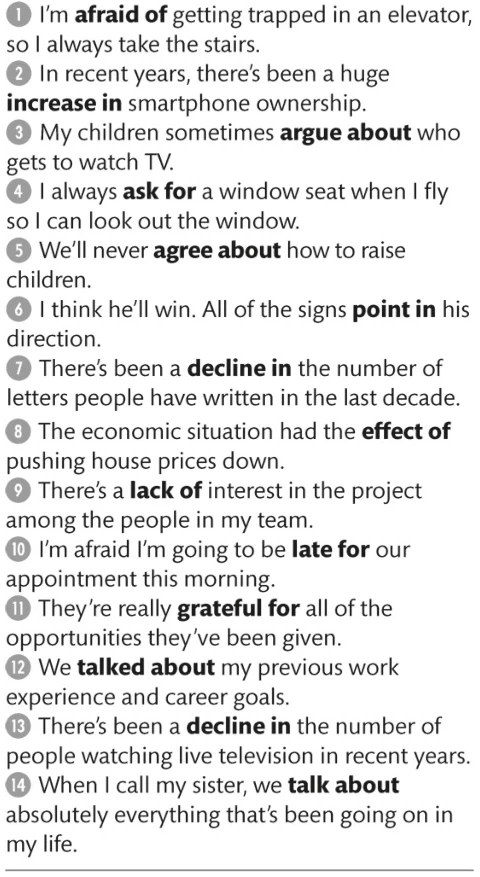 1 I'm afraid of getting trapped in an elevator,
so I always take the stairs.
2 In recent years, there's been a huge
increase in smartphone ownership.
3 My children sometimes argue about who
gets to watch TV.
4 I always ask for a window seat when I fly
so I can look out the window.
5 We'll never agree about how to raise
children.
6 I think he'll win. All of the signs point in his
direction.
7 There's been a decline in the number of
letters people have written in the last decade.
8 The economic situation had the effect of
pushing house prices down.
9 There's a lack of interest in the project
among the people in my team.
10 I'm afraid I'm going to be late for our
appointment this morning.
11 They're really grateful for all of the
opportunities they've been given.
12 We talked about my previous work
experience and career goals.
13 There's been a decline in the number of
people watching live television in recent years.
14 When I call my sister, we talk about
absolutely everything that's been going on in
my life.